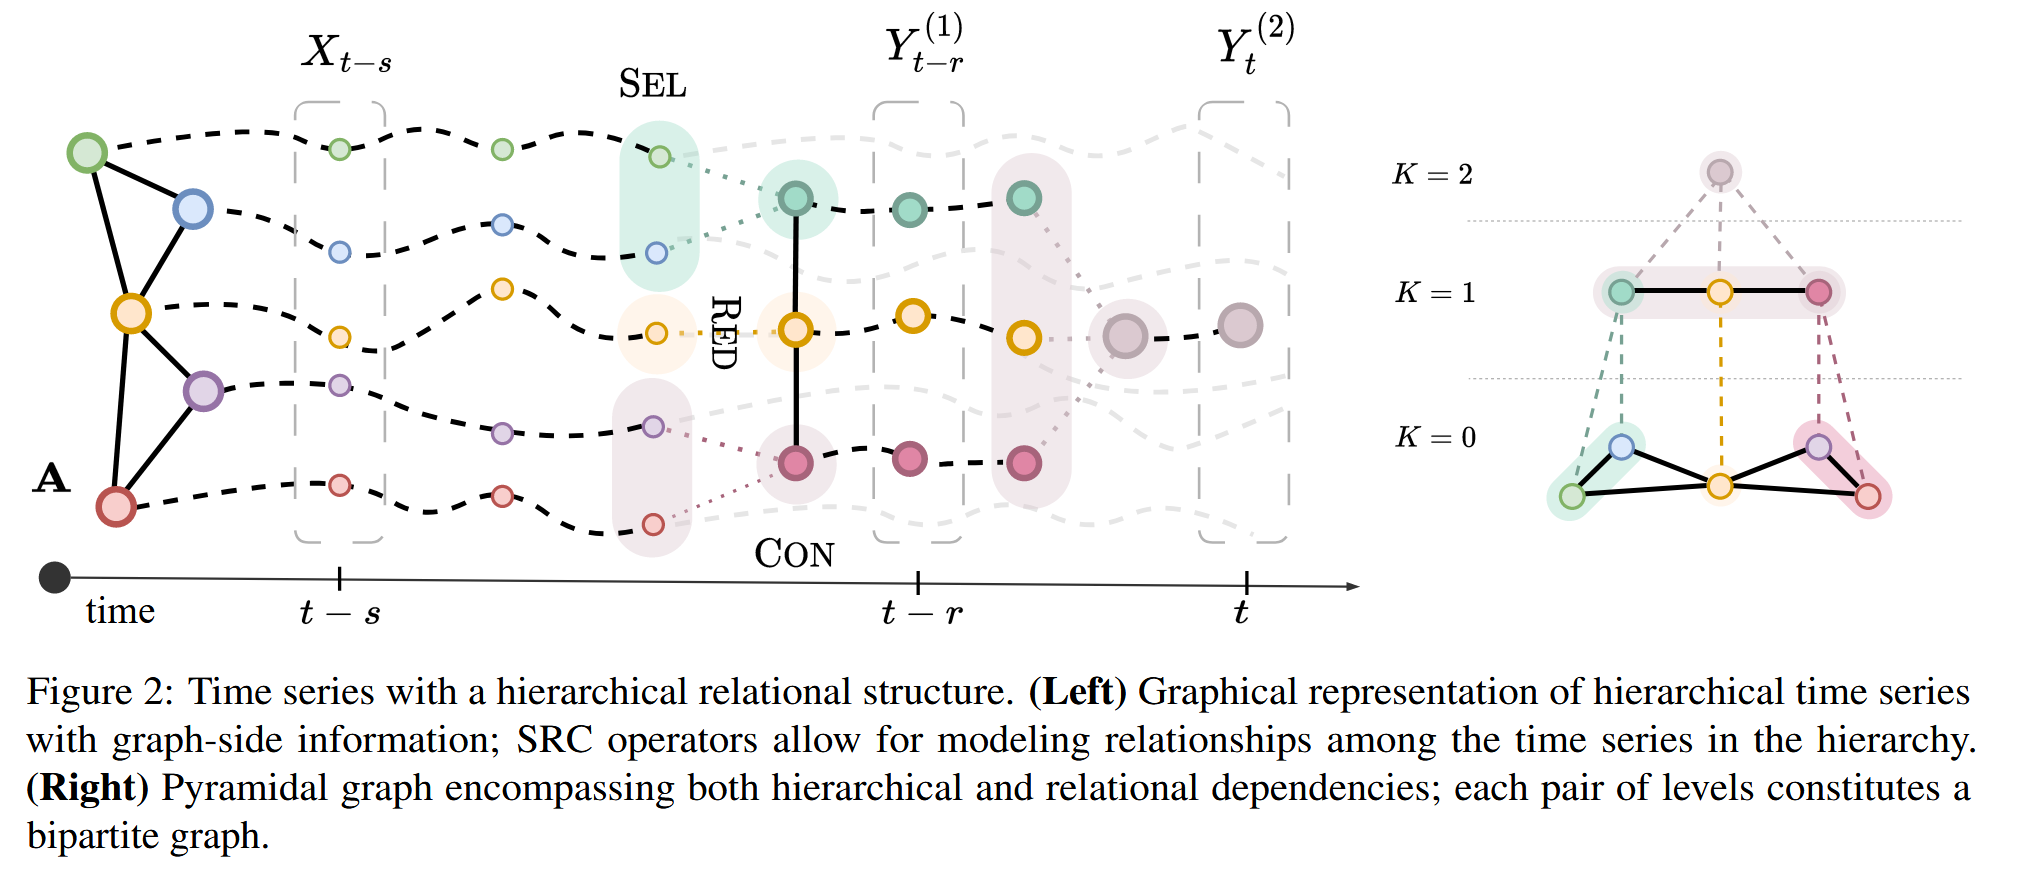 X_{t-s}
SEL
Y_{t-r}^{(1)}
Y_t^{(2)}
K = 2
K = 1
RED
K = 0
A
CON
time
t - s
t - r
t
Figure 2: Time series with a hierarchical relational structure. (Left) Graphical representation of hierarchical time series
with graph-side information; SRC operators allow for modeling relationships among the time series in the hierarchy.
(Right) Pyramidal graph encompassing both hierarchical and relational dependencies; each pair of levels constitutes a
bipartite graph.